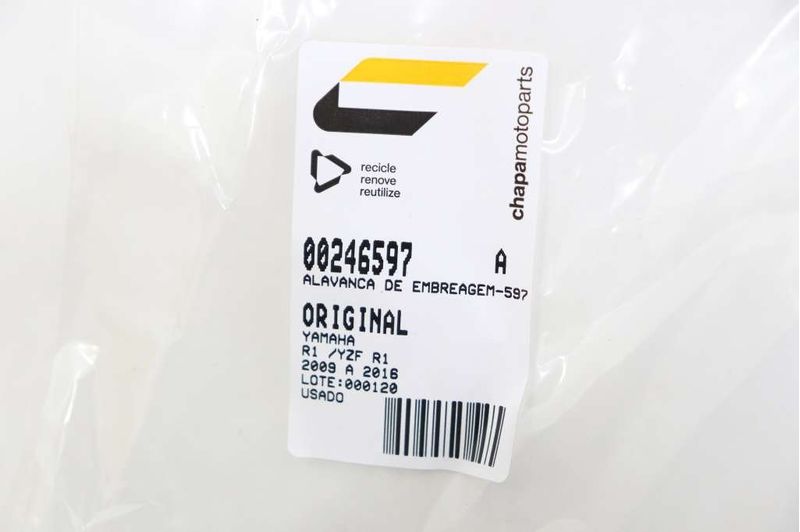 chapamotoparts
recicle
renove
reutilize
00246597 A
ALAVANCA DE EMBREAGEM-597
ORIGINAL
YAMAHA
R1 /YZF R1
2009 A 2016
LOTE:000120
USADO